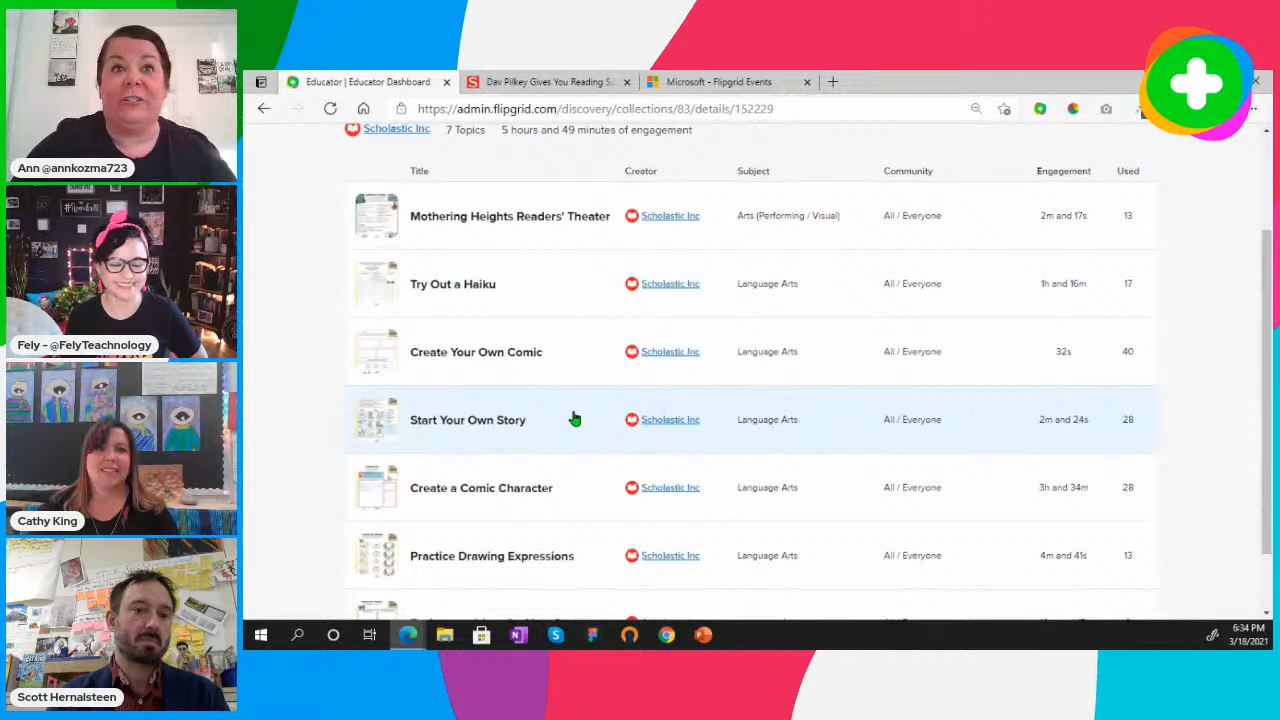 Ann @annkozma723
#flipgridfever
Fely - @FelyTeachnology
Cathy King
Scott Hernalsteen
Educator | Educator Dashboard
Dav Pilkey Gives You Reading Su
Microsoft - Flipgrid Events
https://admin.flipgrid.com/discovery/collections/83/details/152229
Scholastic Inc 7 Topics 5 hours and 49 minutes of engagement
Title Creator Subject Community Engagement Used
Mothering Heights Readers' Theater Scholastic Inc Arts (Performing / Visual) All / Everyone 2m and 17s 13
Try Out a Haiku Scholastic Inc Language Arts All / Everyone 1h and 16m 17
Create Your Own Comic Scholastic Inc Language Arts All / Everyone 32s 40
Start Your Own Story Scholastic Inc Language Arts All / Everyone 2m and 24s 28
Create a Comic Character Scholastic Inc Language Arts All / Everyone 3h and 34m 28
Practice Drawing Expressions Scholastic Inc Language Arts All / Everyone 4m and 41s 13
6:34 PM
3/18/2021